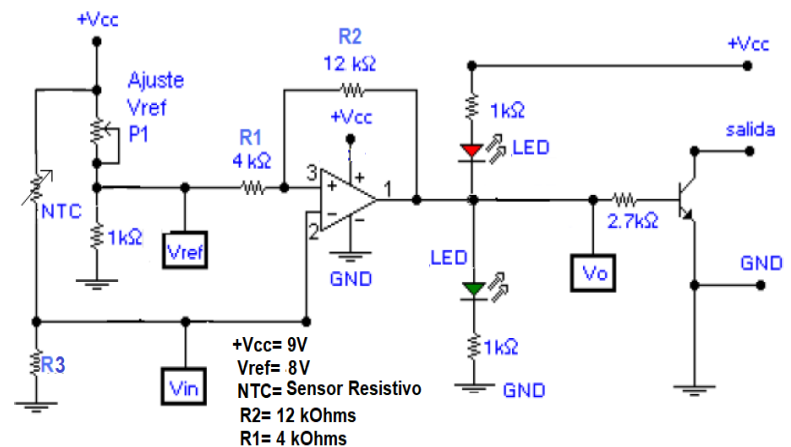 +Vcc
R2
12 kΩ
+Vcc
Ajuste
Vref
P1
+Vcc
1kΩ
salida
R1
4 kΩ
LED
3
+
+
1
NTC
1kΩ
Vref
-
-
2
2.7kΩ
LED
GND
Vo
GND
R3
Vin
1kΩ
GND
+Vcc= 9V
Vref= 8V
NTC= Sensor Resistivo
R2= 12 kOhms
R1= 4 kOhms